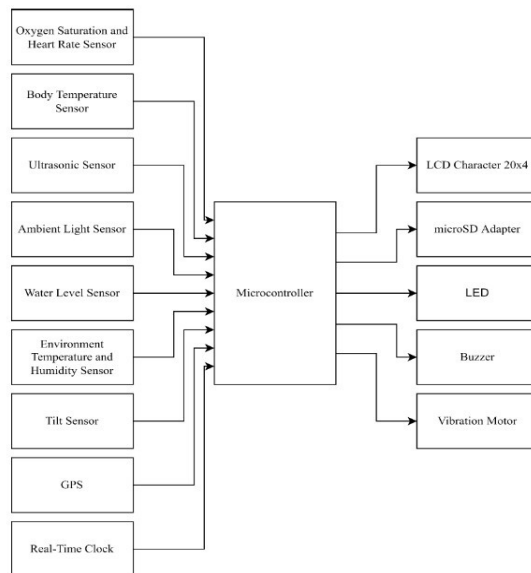 Oxygen Saturation and
Heart Rate Sensor
Body Temperature
Sensor
Ultrasonic Sensor
Ambient Light Sensor
Water Level Sensor
Environment
Temperature and
Humidity Sensor
Tilt Sensor
GPS
Real-Time Clock
Microcontroller
LCD Character 20x4
microSD Adapter
LED
Buzzer
Vibration Motor